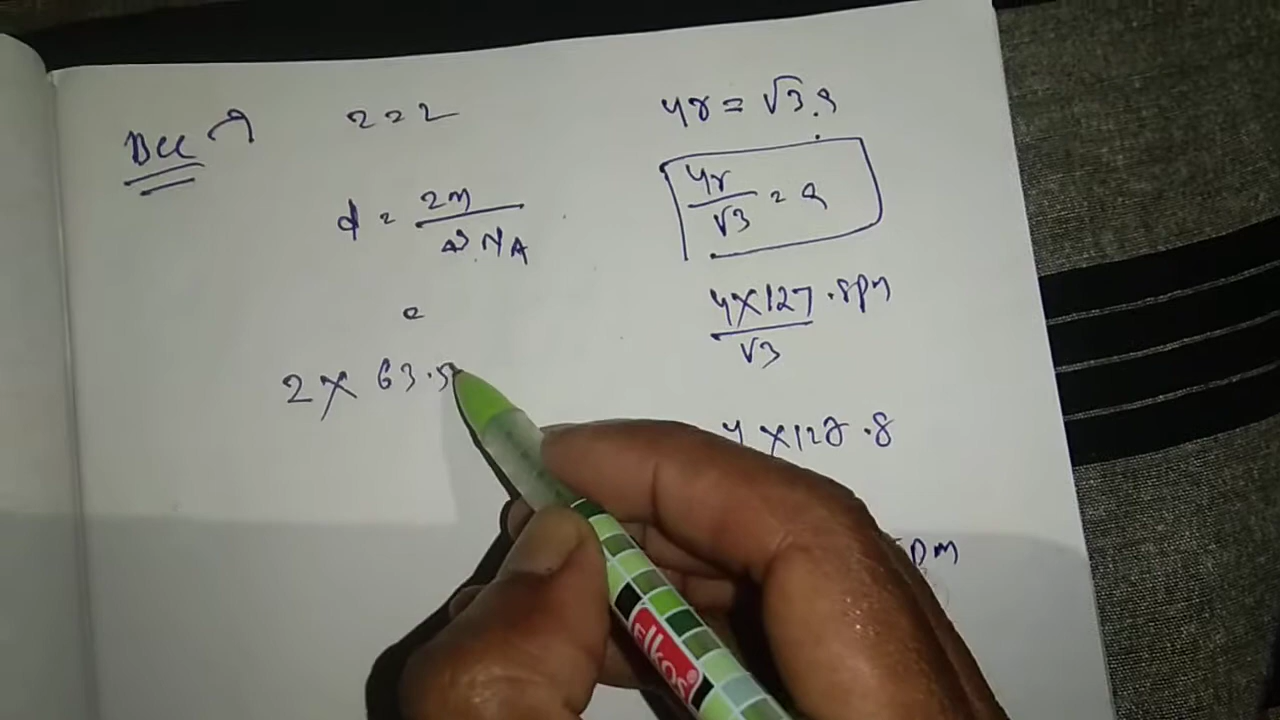 Bcc
z = 2
d = ZM
a³.NA
=
2 × 63.5
4r = √3.a
4r
√3 = a
4×127.8pm
√3
4 ×127.8
pm
elkos